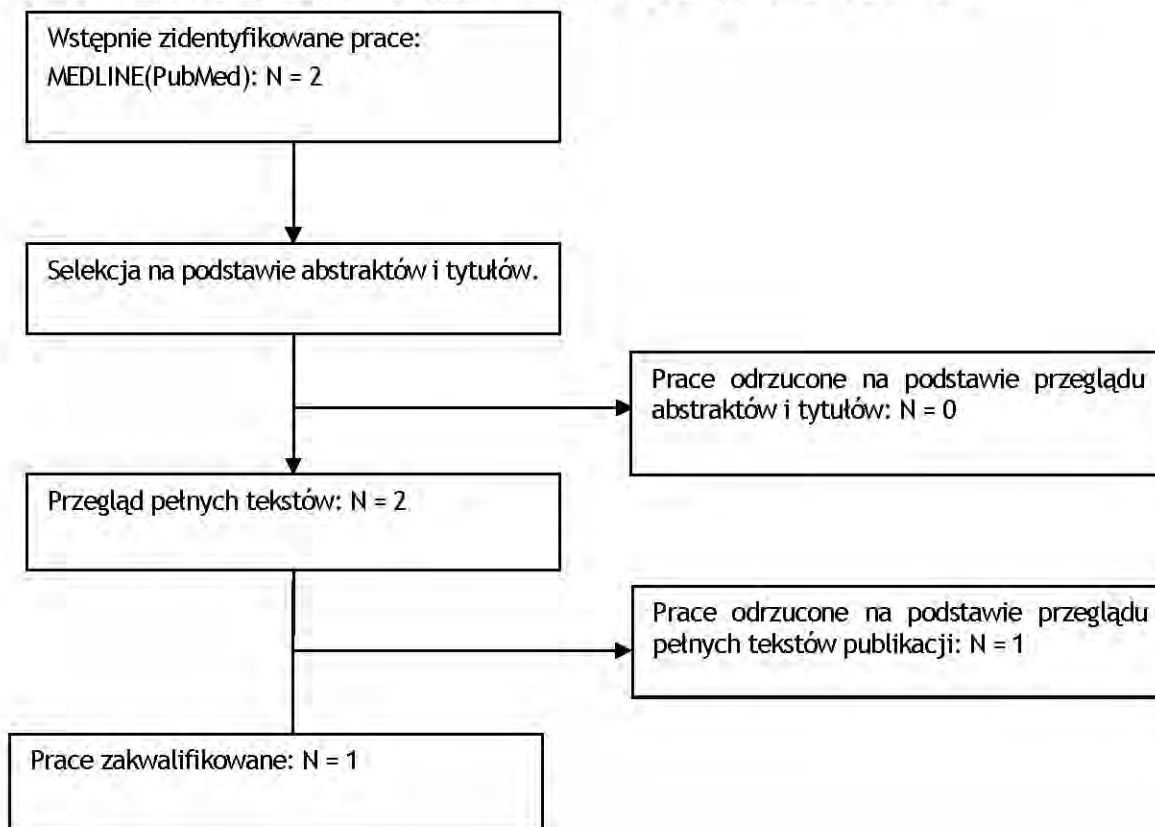 Wstępnie zidentyfikowane prace:
MEDLINE(PubMed): N = 2
Selekcja na podstawie abstraktów i tytułów.
Prace odrzucone na podstawie przeglądu
abstraktów i tytułów: N = 0
Przegląd pełnych tekstów: N = 2
Prace odrzucone na podstawie przeglądu
pełnych tekstów publikacji: N = 1
Prace zakwalifikowane: N = 1